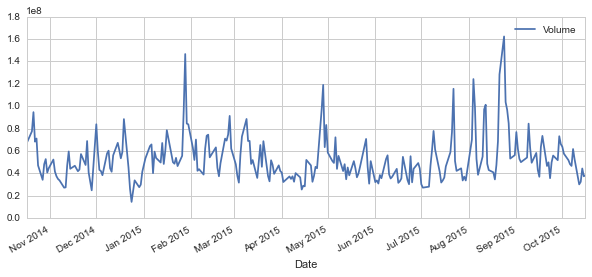 1e8
1.8
1.6
1.4
1.2
1.0
0.8
0.6
0.4
0.2
0.0
Volume
Nov 2014
Dec 2014
Jan 2015
Feb 2015
Mar 2015
Apr 2015
May 2015
Jun 2015
Jul 2015
Aug 2015
Sep 2015
Oct 2015
Date